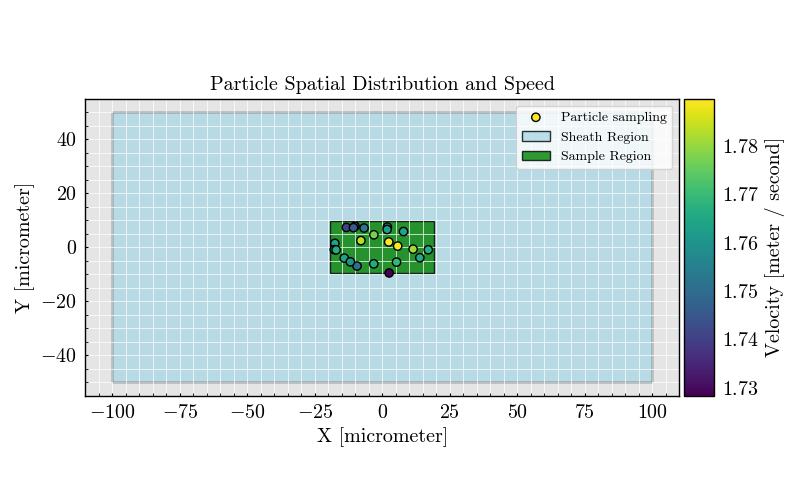 Particle Spatial Distribution and Speed
Particle sampling
Sheath Region
Sample Region
40
20
0
−20
−40
Y [micrometer]
−100 −75 −50 −25 0 25 50 75 100
X [micrometer]
1.78
1.77
1.76
1.75
1.74
1.73
Velocity [meter / second]